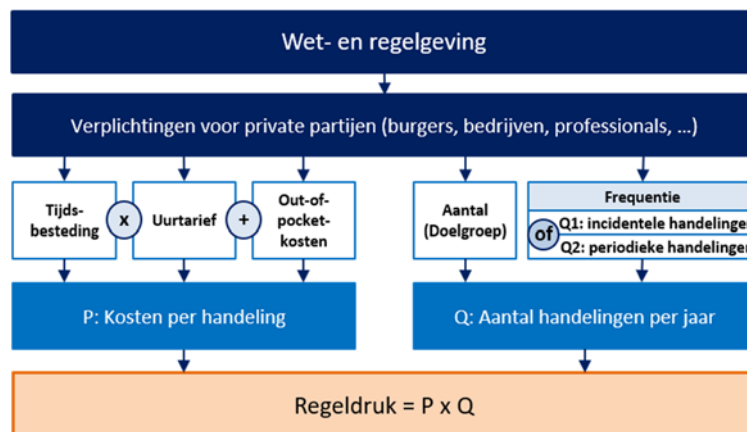 Wet- en regelgeving
Verplichtingen voor private partijen (burgers, bedrijven, professionals, ...)
Tijds-
besteding
x
Uurtarief
+
Out-of-
pocket-
kosten
Aantal
(Doelgroep)
Frequentie
of
Q1: incidentele handelingen
Q2: periodieke handelingen
P: Kosten per handeling
Q: Aantal handelingen per jaar
Regeldruk = P x Q